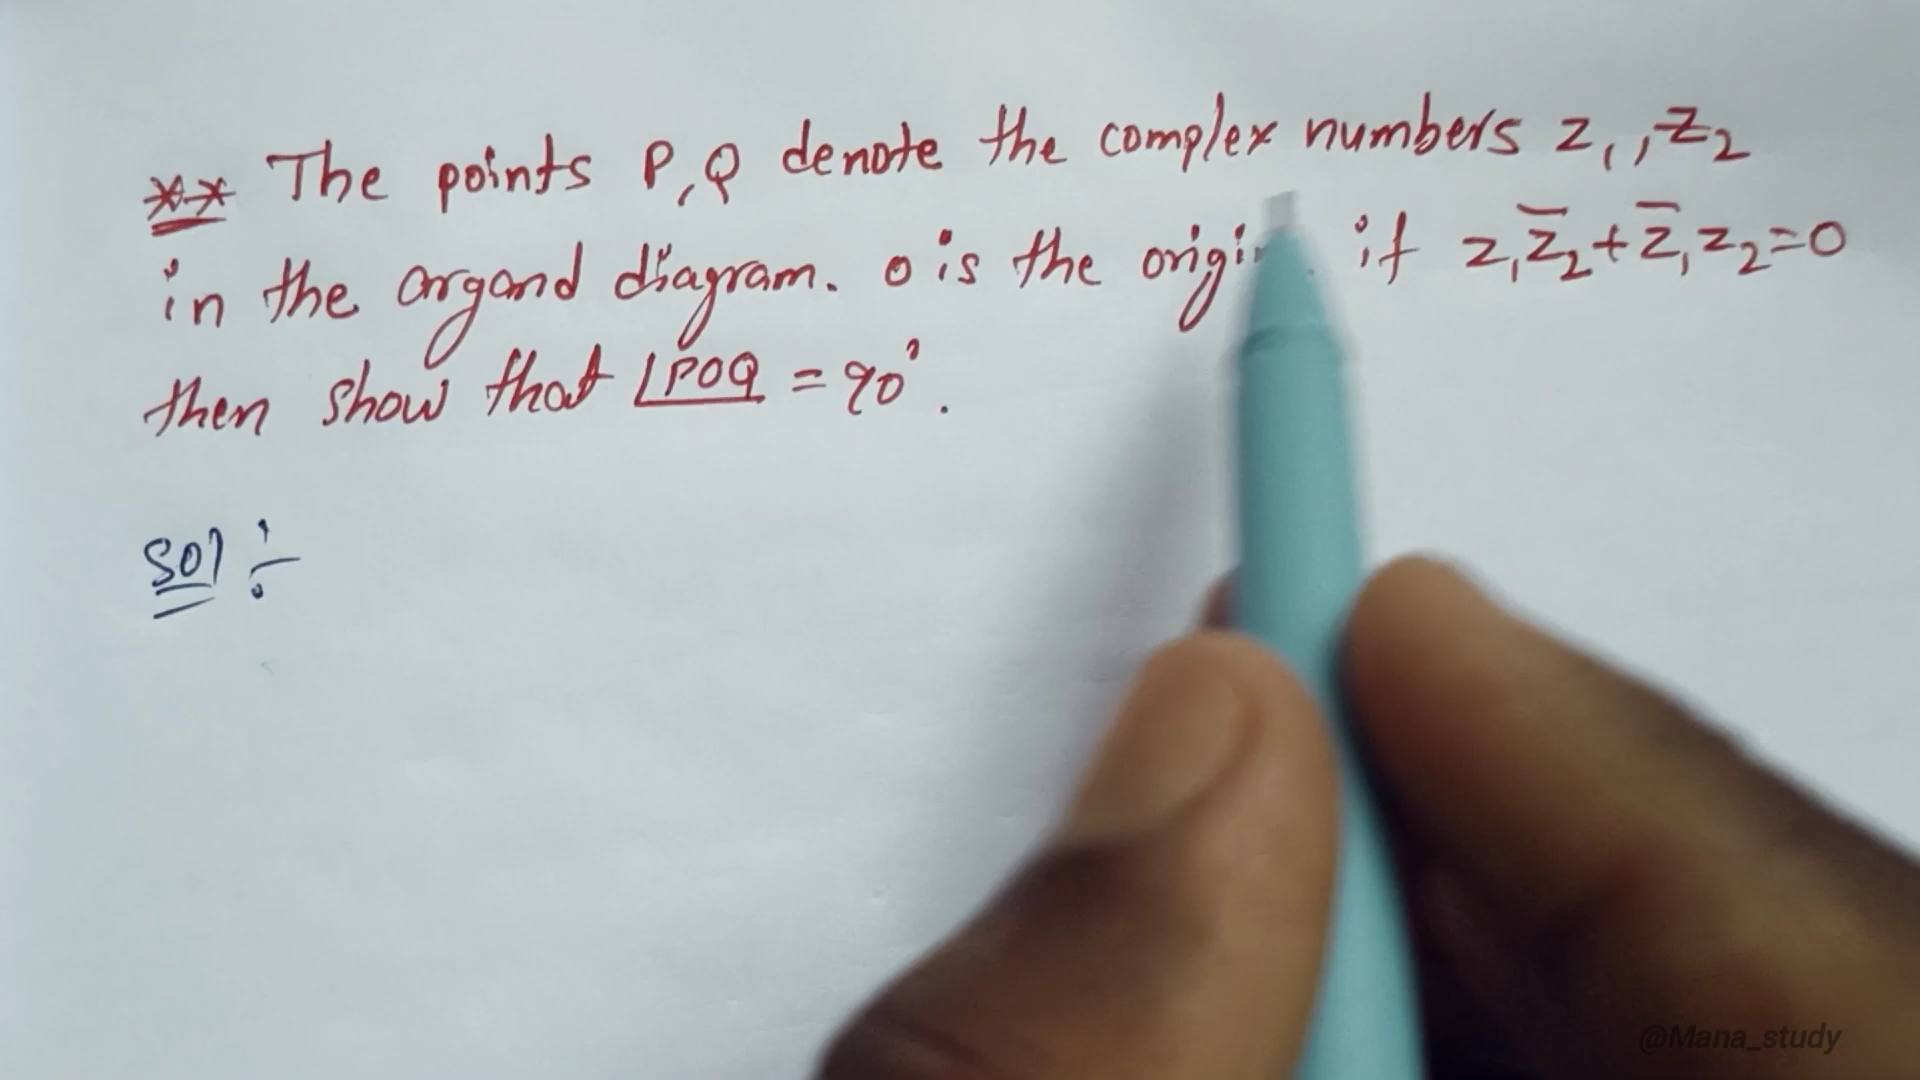 ** The points P,Q denote the complex numbers z₁,z₂
in the argand diagram. o is the origin. if z₁z̅₂+z̅₁z₂=0
then show that ∠POQ = 90°.
Sol ÷
@Mana_study